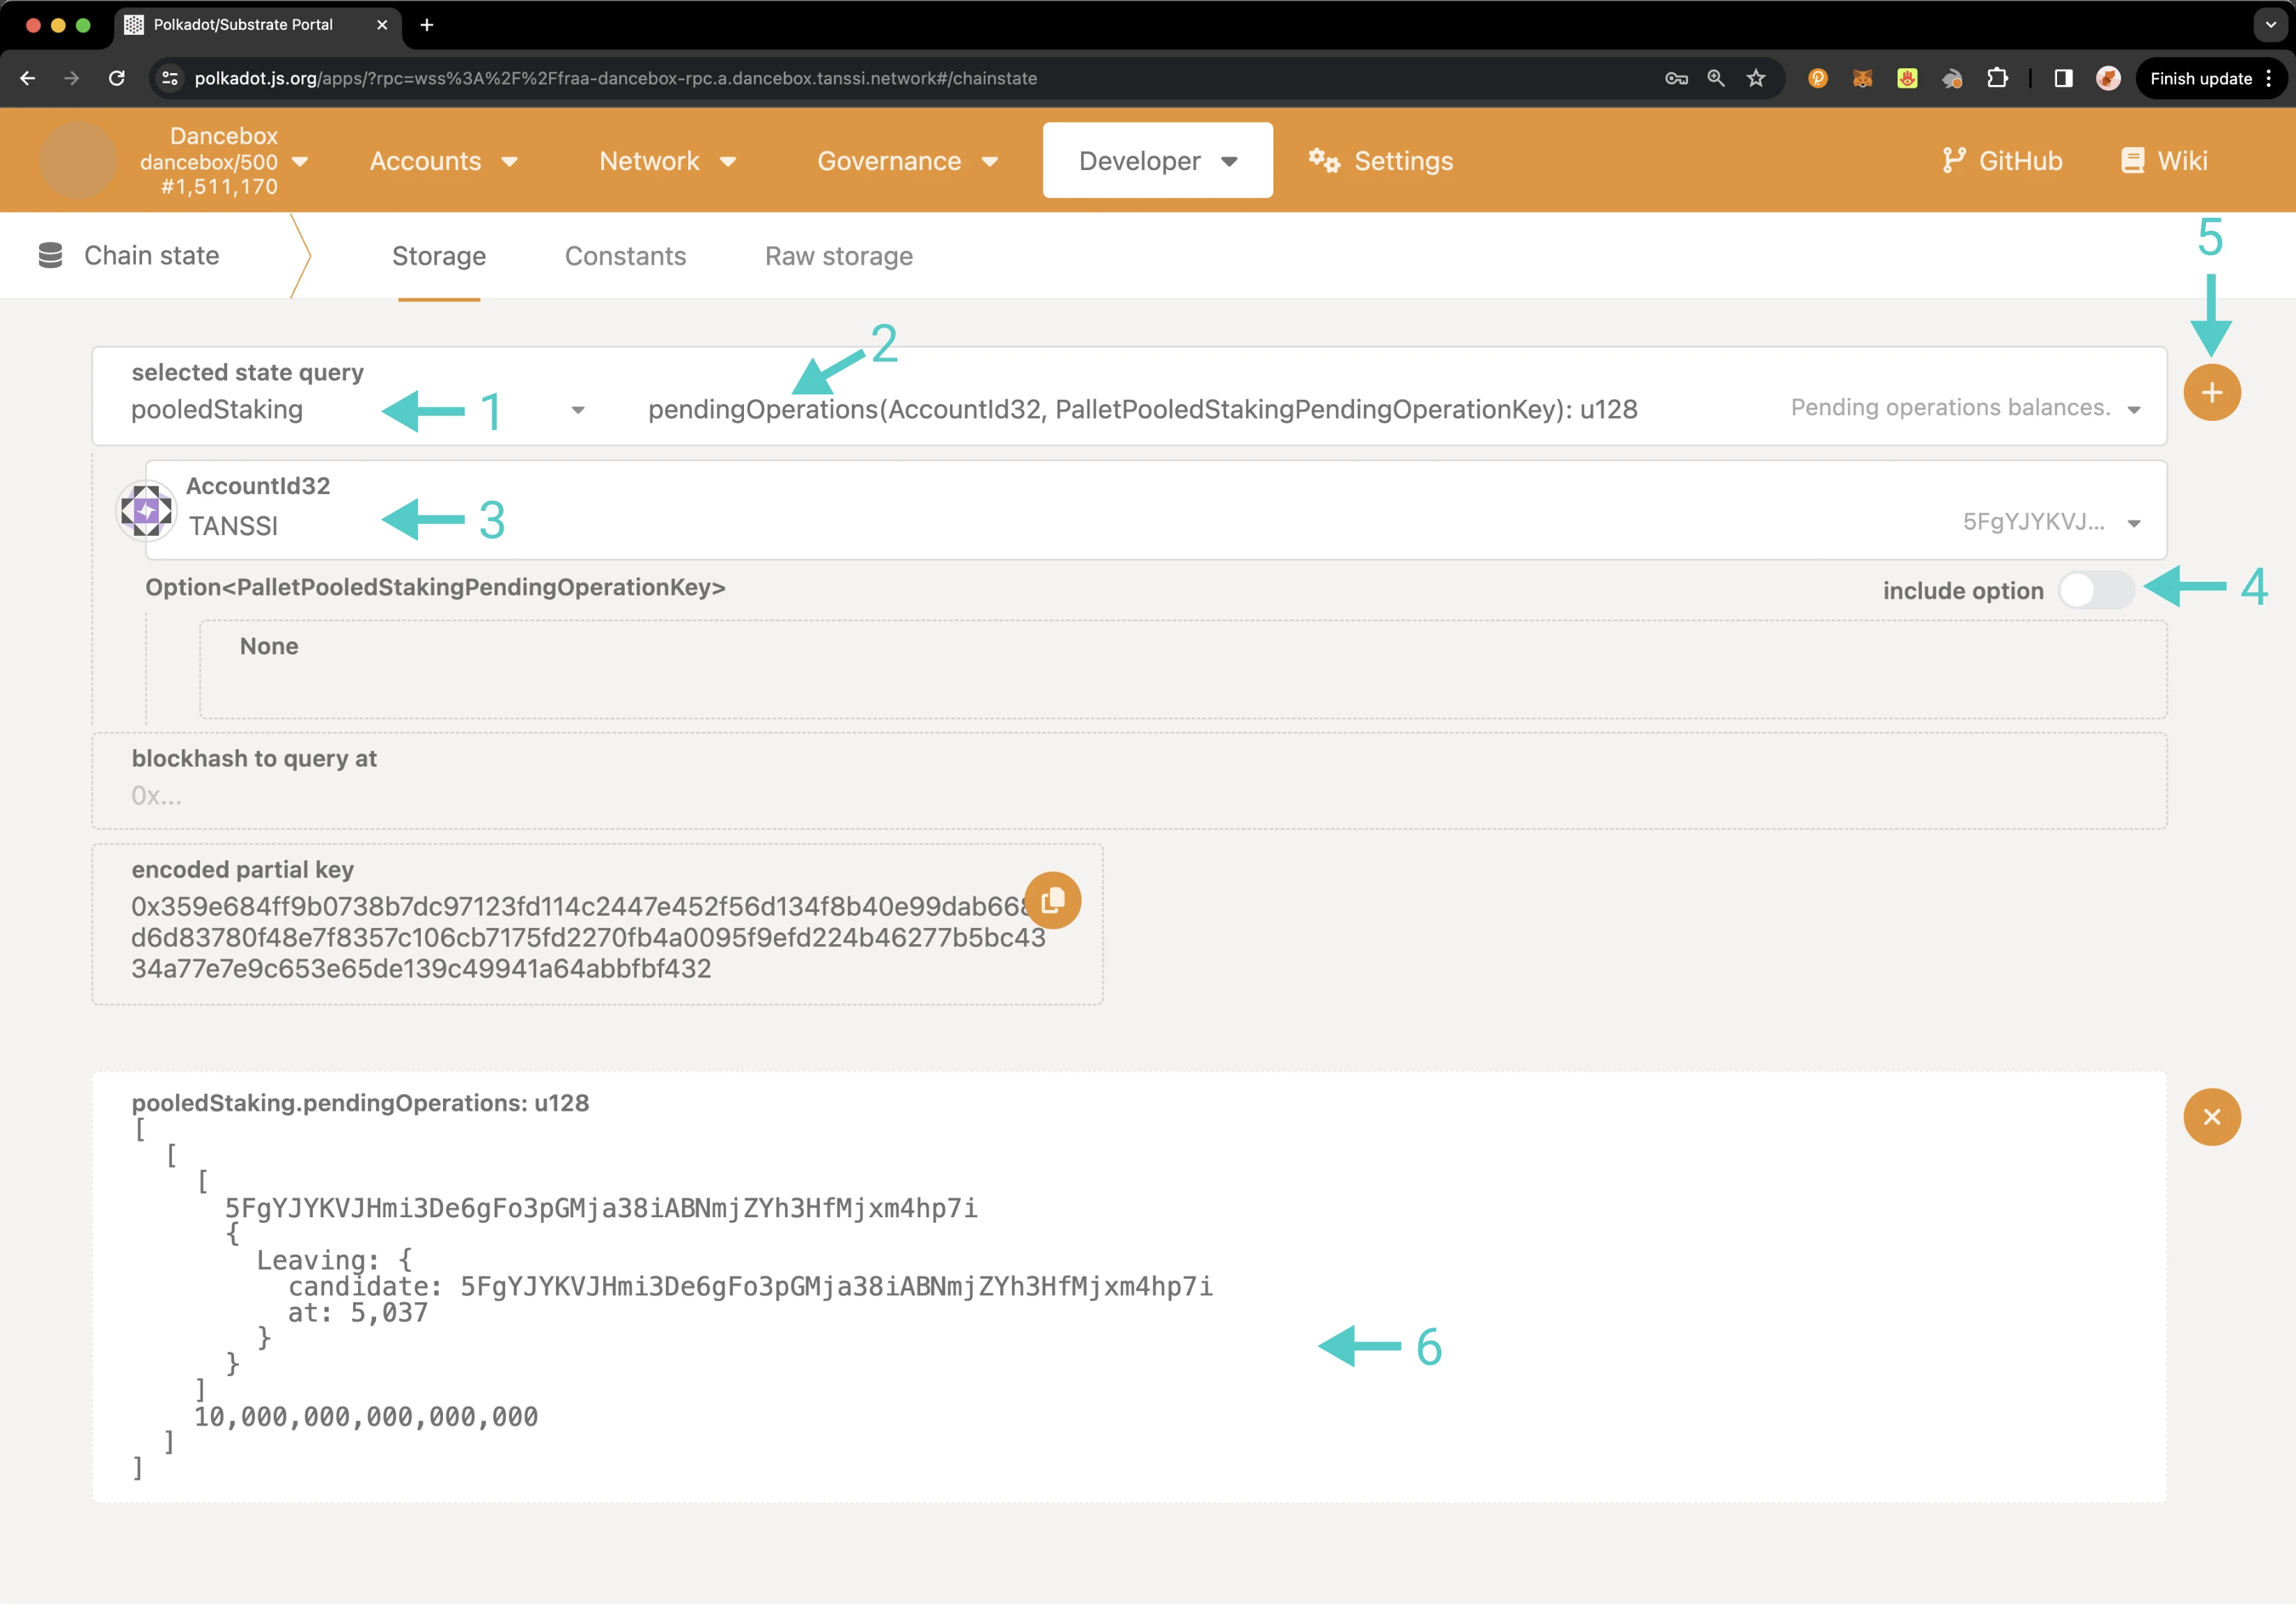 Polkadot/Substrate Portal
polkadot.js.org/apps/?rpc=wss%3A%2F%2Ffraa-dancebox-rpc.a.dancebox.tanssi.network#/chainstate
Finish update
Dancebox
dancebox/500
#1,511,170
Accounts
Network
Governance
Developer
Settings
GitHub
Wiki
Chain state
Storage
Constants
Raw storage
5
2
selected state query
pooledStaking
1
pendingOperations(AccountId32, PalletPooledStakingPendingOperationKey): u128
Pending operations balances.
AccountId32
TANSSI
3
5FgYJYKVJ...
Option<PalletPooledStakingPendingOperationKey>
include option
4
None
blockhash to query at
0x...
encoded partial key
0x359e684ff9b0738b7dc97123fd114c2447e452f56d134f8b40e99dab668
d6d83780f48e7f8357c106cb7175fd2270fb4a0095f9efd224b46277b5bc43
34a77e7e9c653e65de139c49941a64abbfbf432
pooledStaking.pendingOperations: u128
[
[
[
5FgYJYKVJHmi3De6gFo3pGMja38iABNmjZYh3HfMjxm4hp7i
{
Leaving: {
candidate: 5FgYJYKVJHmi3De6gFo3pGMja38iABNmjZYh3HfMjxm4hp7i
at: 5,037
}
6
}
]
10,000,000,000,000,000
]
]